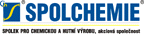 SPOLCHEMIE
SPOLEK PRO CHEMICKOU A HUTNÍ VÝROBU, akciová společnost